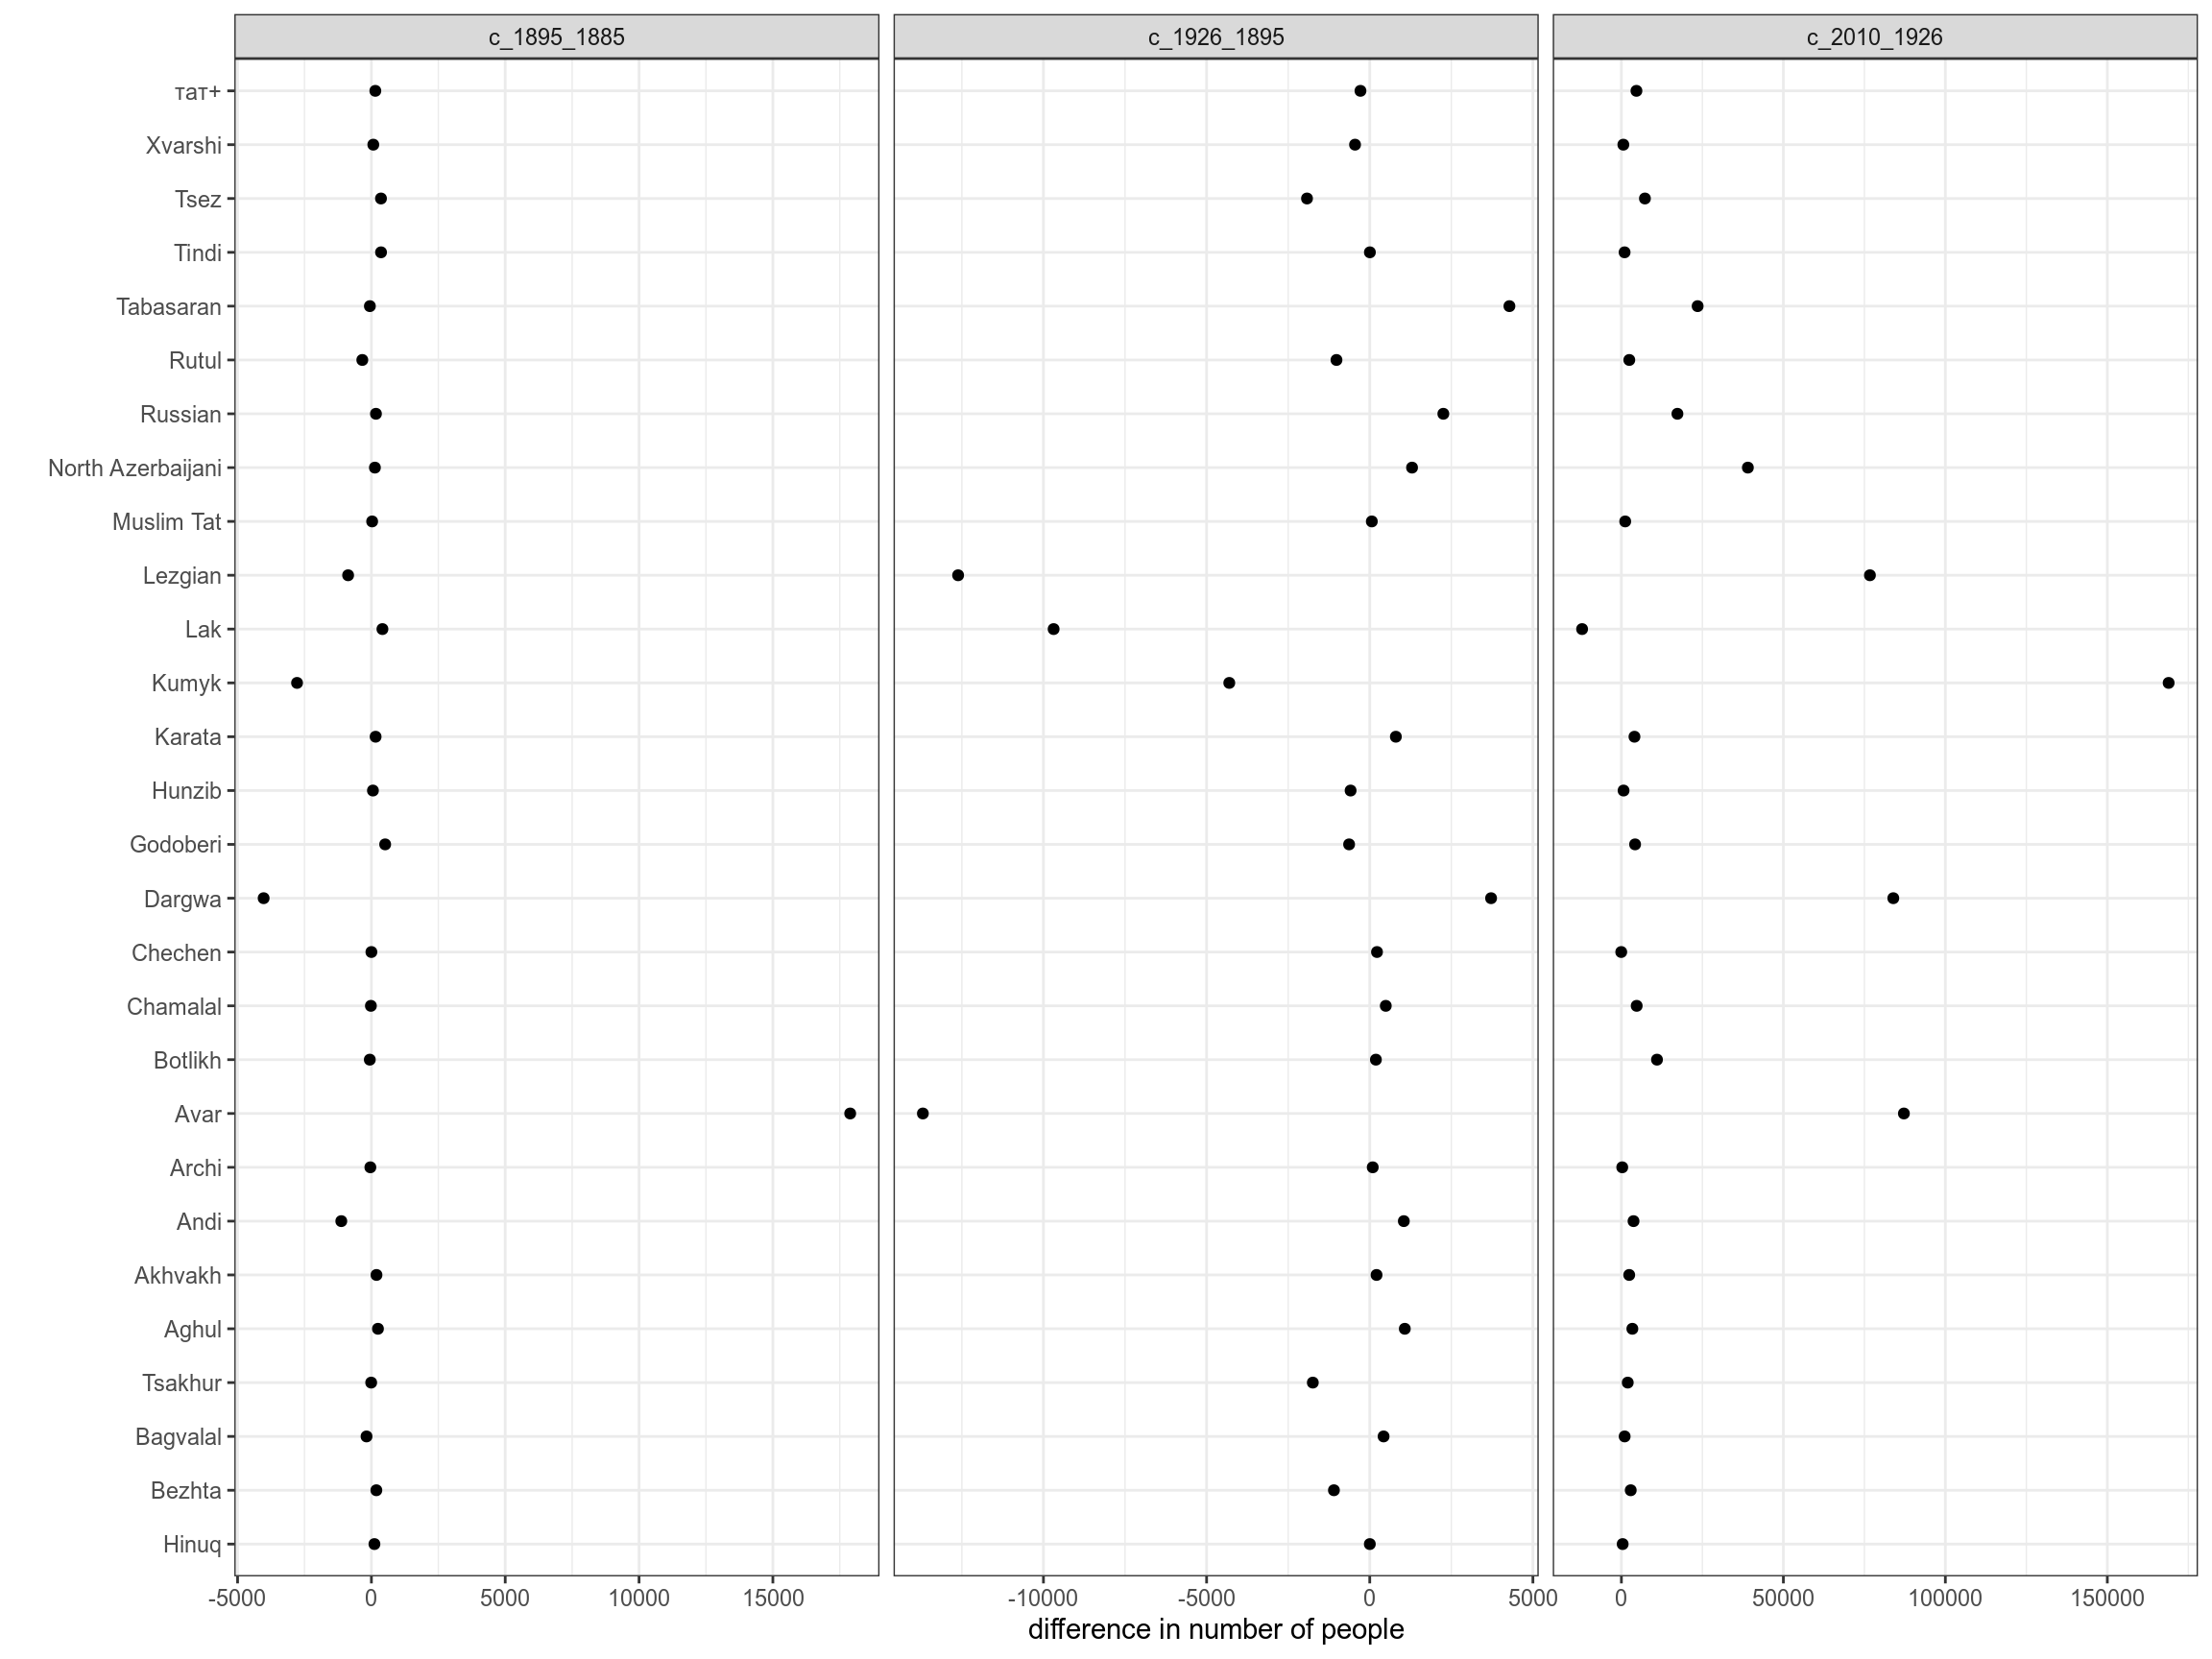 c_1895_1885 c_1926_1895 c_2010_1926
тат+
Xvarshi
Tsez
Tindi
Tabasaran
Rutul
Russian
North Azerbaijani
Muslim Tat
Lezgian
Lak
Kumyk
Karata
Hunzib
Godoberi
Dargwa
Chechen
Chamalal
Botlikh
Avar
Archi
Andi
Akhvakh
Aghul
Tsakhur
Bagvalal
Bezhta
Hinuq
-5000 0 5000 10000 15000 -10000 -5000 0 5000 0 50000 100000 150000
difference in number of people